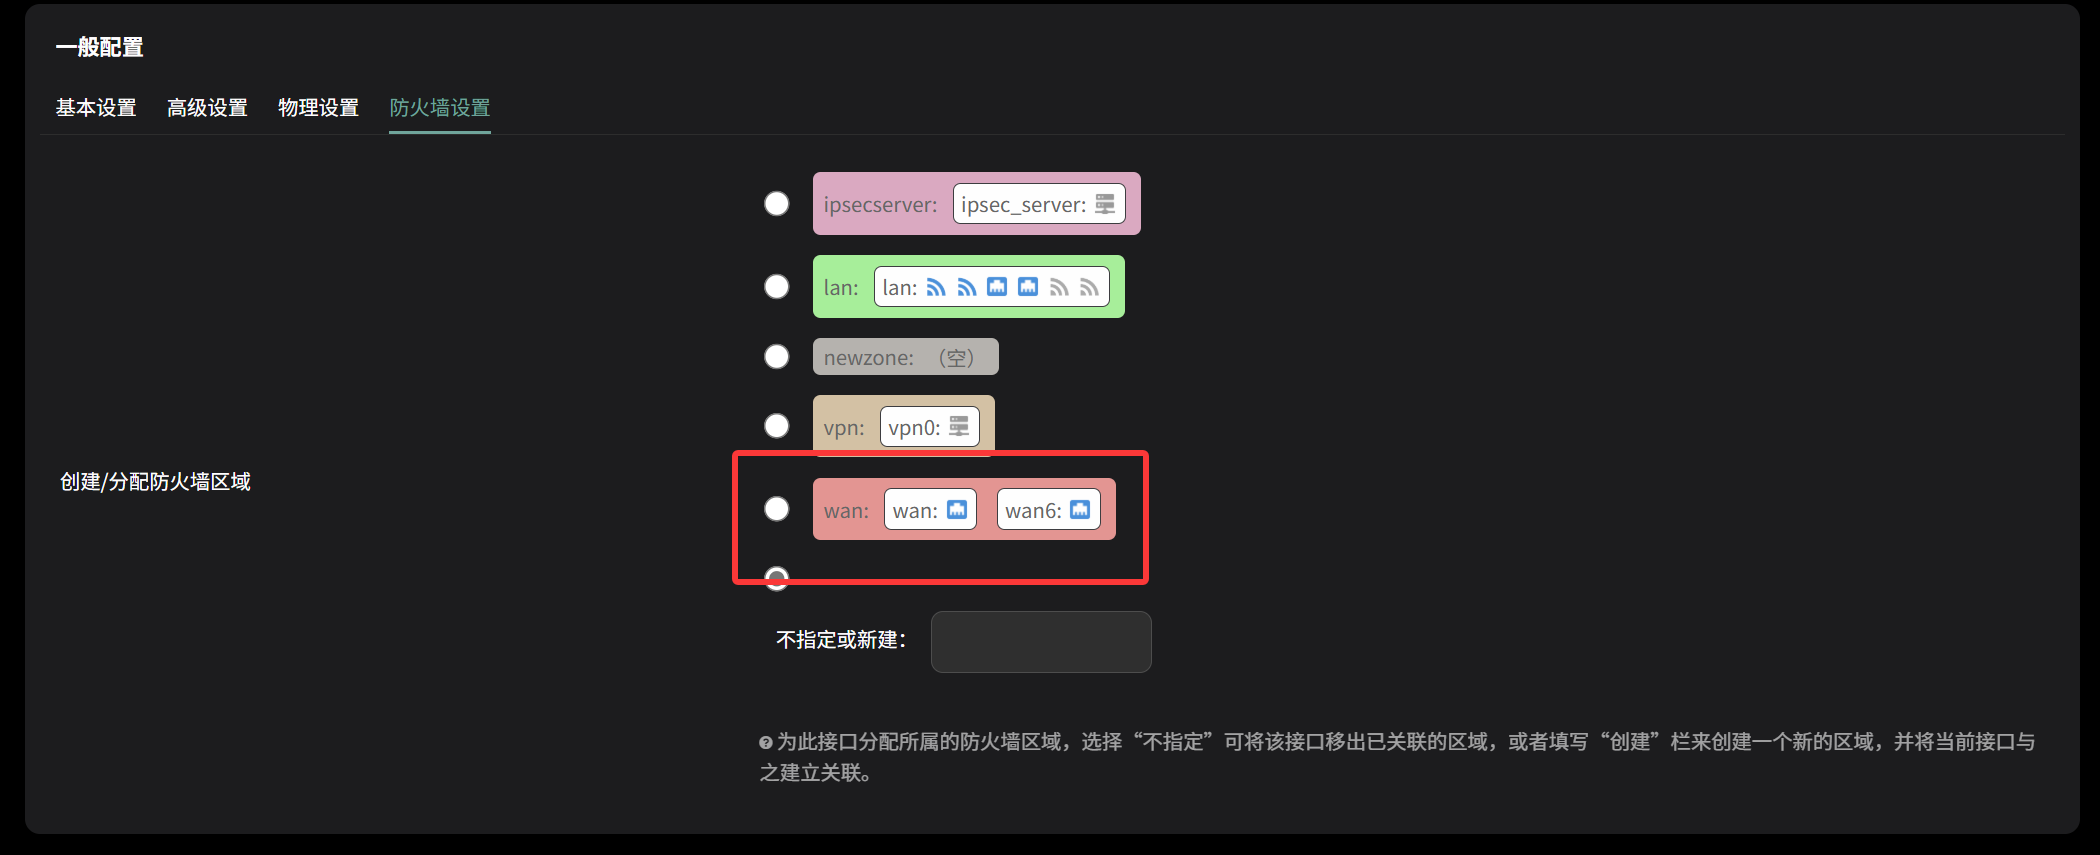 一般配置
基本设置 高级设置 物理设置 防火墙设置
ipsecserver: ipsec_server:
lan: lan:
newzone: （空）
vpn: vpn0:
创建/分配防火墙区域
wan: wan: wan6:
不指定或新建：
为此接口分配所属的防火墙区域，选择“不指定”可将该接口移出已关联的区域，或者填写“创建”栏来创建一个新的区域，并将当前接口与
之建立关联。